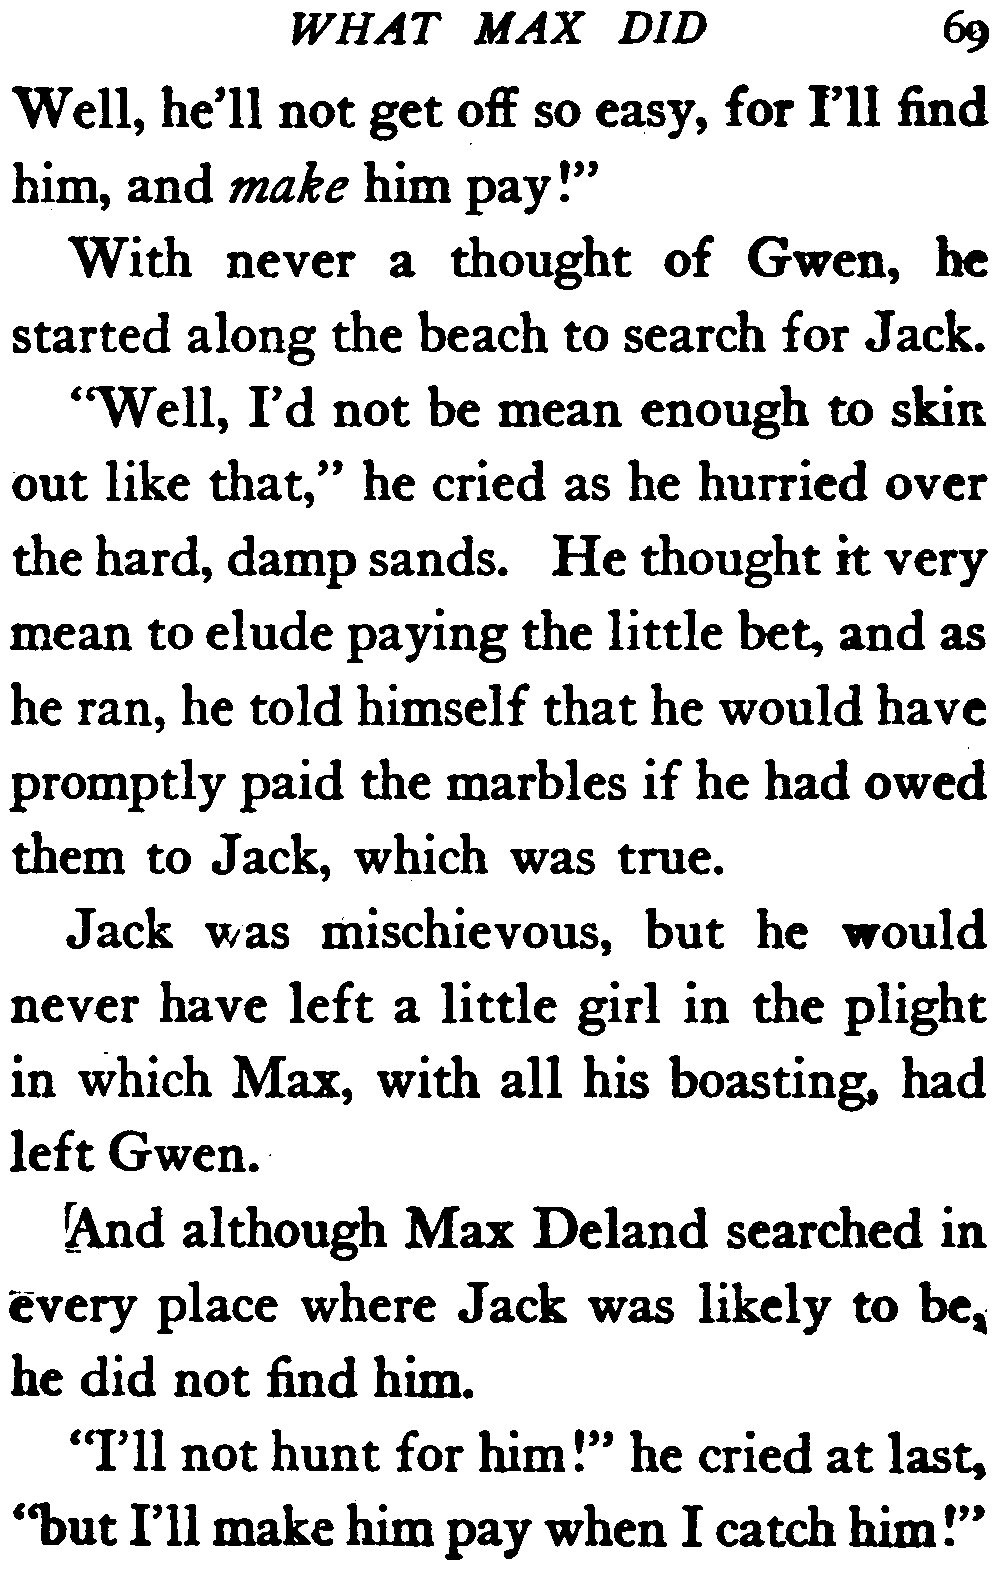 WHAT MAX DID 69
Well, he'll not get off so easy, for I'll find
him, and make him pay!"
With never a thought of Gwen, he
started along the beach to search for Jack.
"Well, I'd not be mean enough to skin
out like that," he cried as he hurried over
the hard, damp sands. He thought it very
mean to elude paying the little bet, and as
he ran, he told himself that he would have
promptly paid the marbles if he had owed
them to Jack, which was true.
Jack was mischievous, but he would
never have left a little girl in the plight
in which Max, with all his boasting, had
left Gwen.
And although Max Deland searched in
every place where Jack was likely to be,
he did not find him.
"I'll not hunt for him!" he cried at last,
"but I'll make him pay when I catch him!"